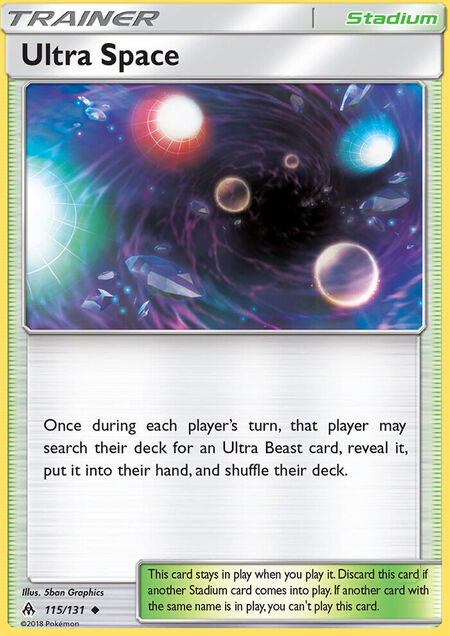 TRAINER Stadium
Ultra Space
Once during each player's turn, that player may
search their deck for an Ultra Beast card, reveal it,
put it into their hand, and shuffle their deck.
Illus. 5ban Graphics
115/131
©2018 Pokémon
This card stays in play when you play it. Discard this card if
another Stadium card comes into play. If another card with
the same name is in play, you can't play this card.